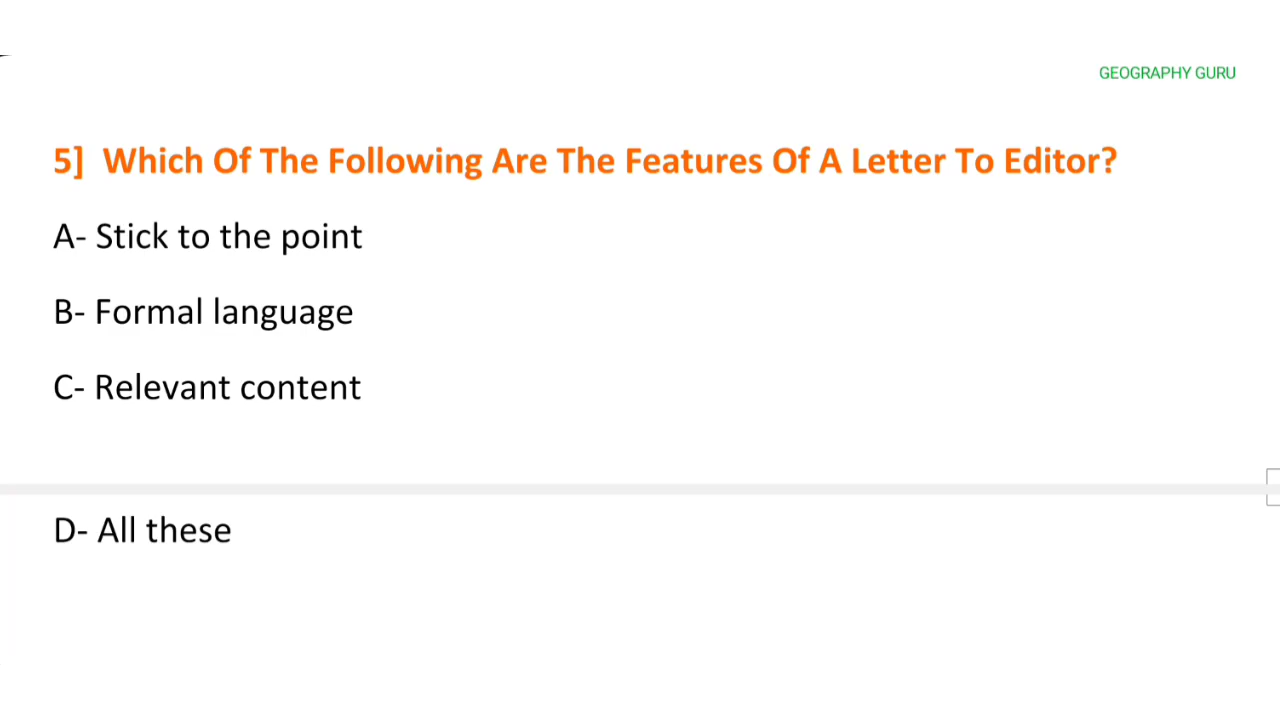 GEOGRAPHY GURU
5] Which Of The Following Are The Features Of A Letter To Editor?
A- Stick to the point
B- Formal language
C- Relevant content
D- All these